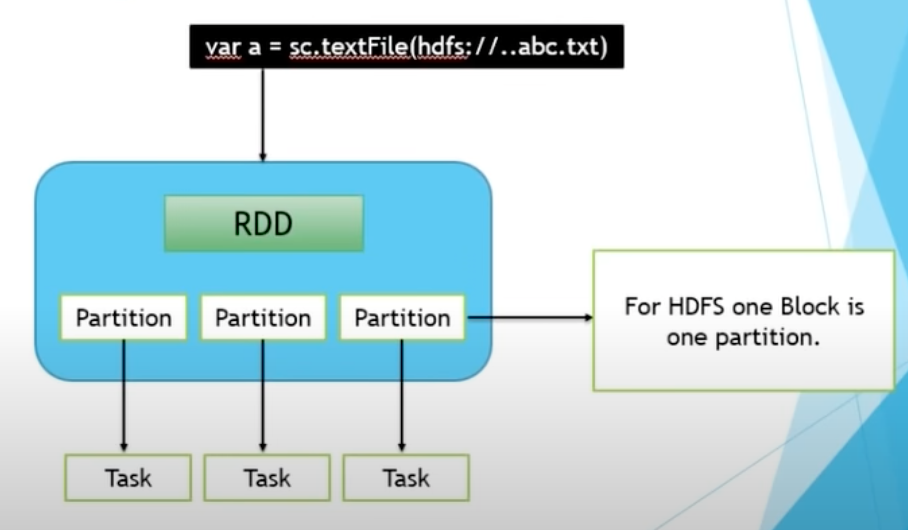 var a = sc.textFile(hdfs://..abc.txt)
RDD
Partition
Partition
Partition
For HDFS one Block is
one partition.
Task
Task
Task